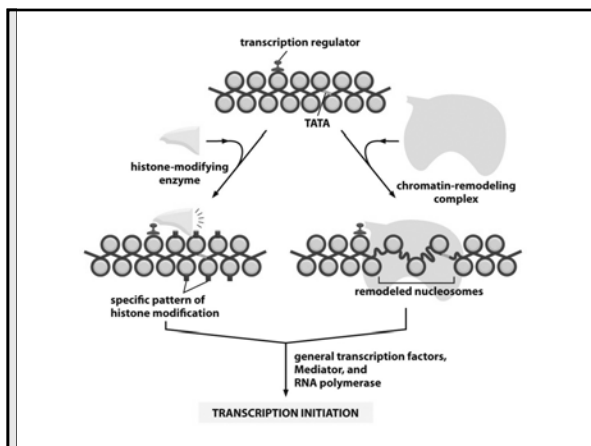 transcription regulator
TATA
histone-modifying
enzyme
chromatin-remodeling
complex
specific pattern of
histone modification
remodeled nucleosomes
general transcription factors,
Mediator, and
RNA polymerase
TRANSCRIPTION INITIATION